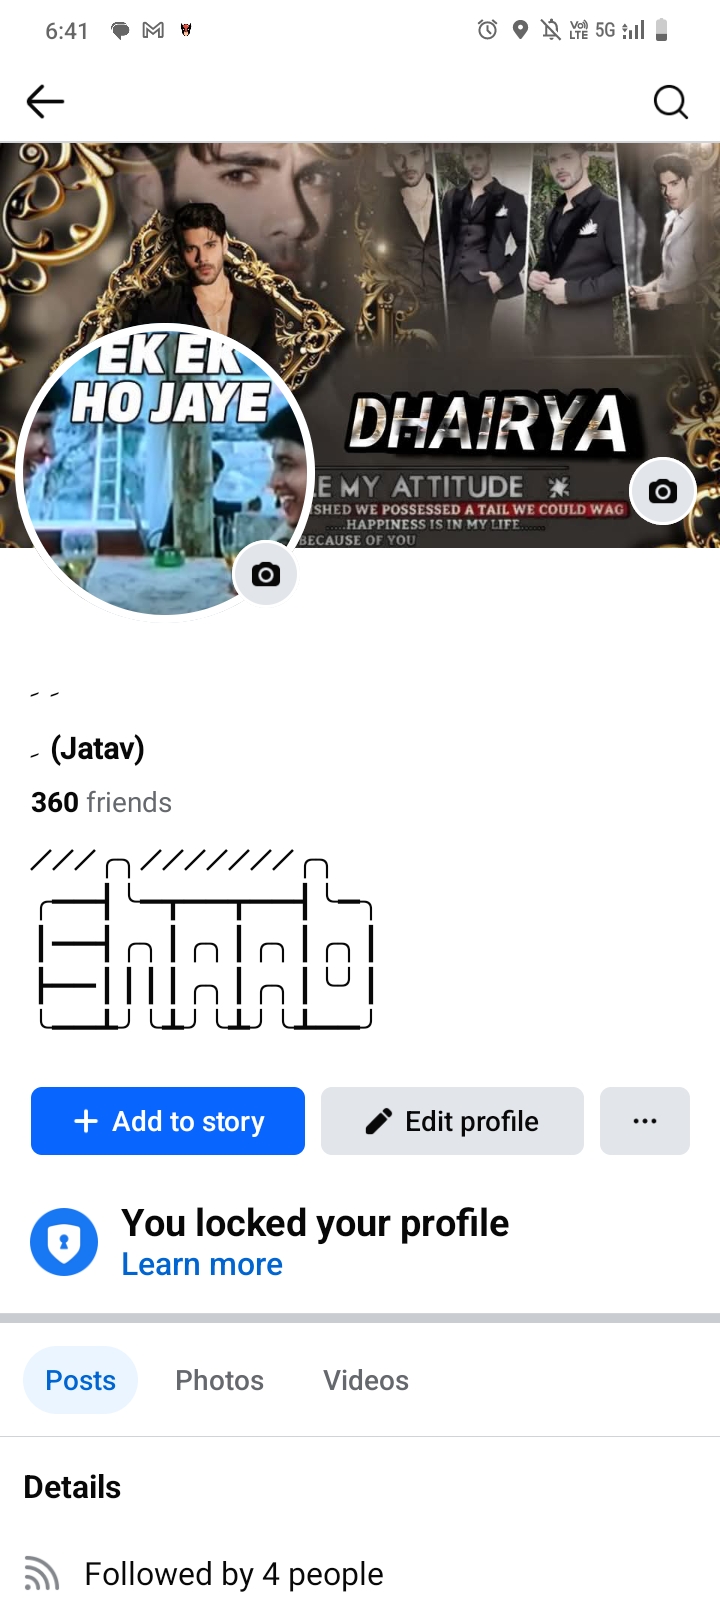 6:41
Vo)
LTE 5G
EK EK
HO JAYE
DHAIRYA
E MY ATTITUDE
SHED WE POSSESSED A TAIL WE COULD WAG
.....HAPPINESS IS IN MY LIFE......
BECAUSE OF YOU
(Jatav)
360 friends
+ Add to story
Edit profile
...
You locked your profile
Learn more
Posts
Photos
Videos
Details
Followed by 4 people